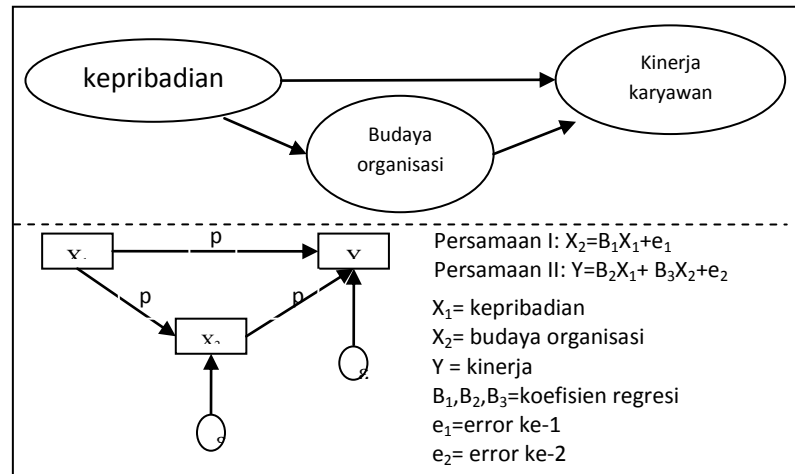 kepribadian
Kinerja
karyawan
Budaya
organisasi
p
p
p
Persamaan I: X₂=B₁X₁+e₁
Persamaan II: Y=B₂X₁+ B₃X₂+e₂
X₁= kepribadian
X₂= budaya organisasi
Y = kinerja
B₁,B₂,B₃=koefisien regresi
e₁=error ke-1
e₂= error ke-2